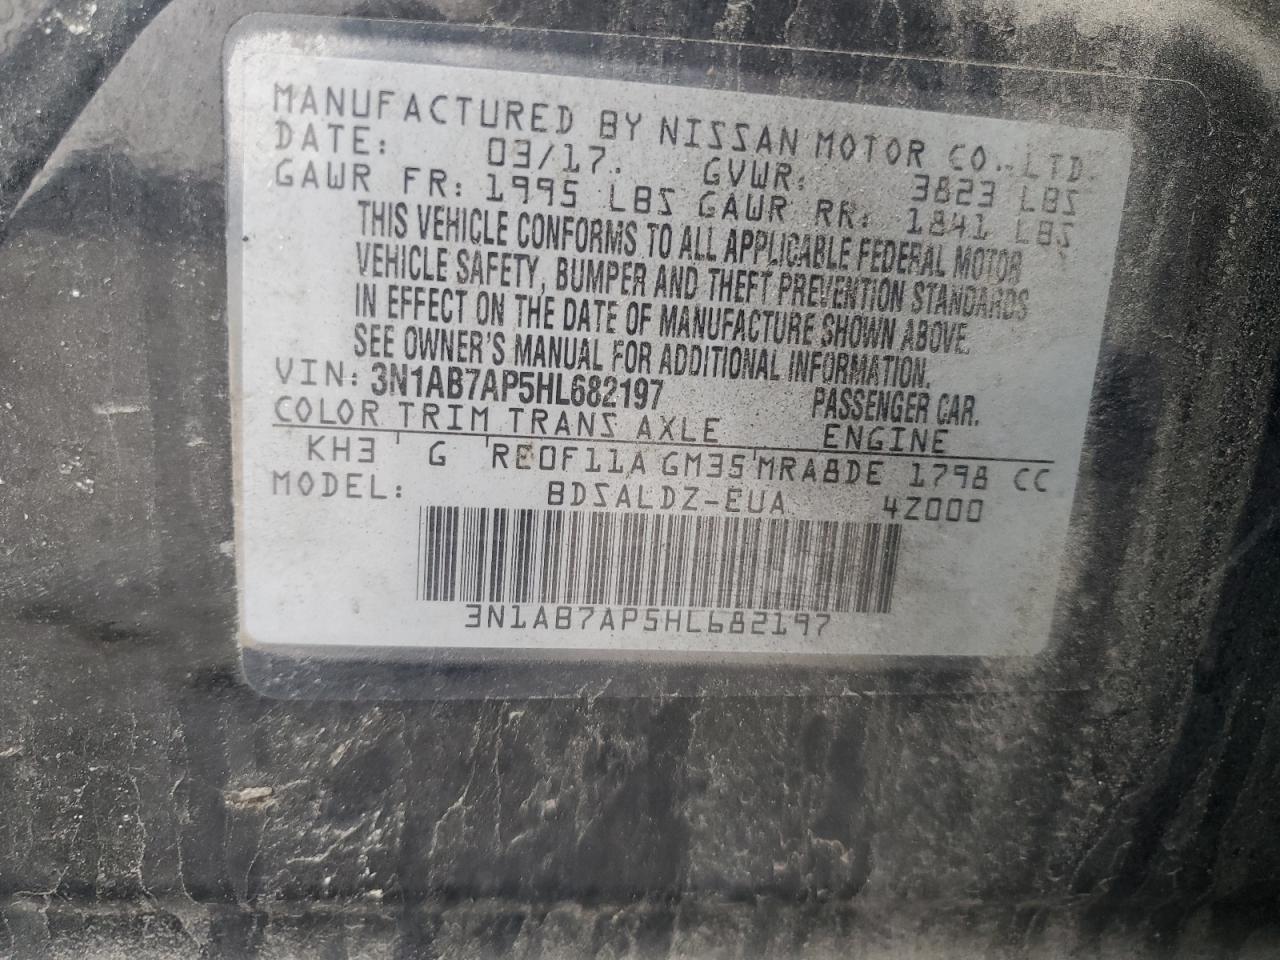 MANUFACTURED BY NISSAN MOTOR CO., LTD.
DATE: 03/17. GVWR: 3823 LBS
GAWR FR: 1995 LBS GAWR RR: 1841 LBS
THIS VEHICLE CONFORMS TO ALL APPLICABLE FEDERAL MOTOR
VEHICLE SAFETY, BUMPER AND THEFT PREVENTION STANDARDS
IN EFFECT ON THE DATE OF MANUFACTURE SHOWN ABOVE.
SEE OWNER'S MANUAL FOR ADDITIONAL INFORMATION.
VIN: 3N1AB7AP5HL682197 PASSENGER CAR.
COLOR TRIM TRANS AXLE ENGINE
KH3 G RE0F11A GM35 MRA8DE 1798 CC
MODEL: BDSALDZ-EUA 4Z000
3N1AB7AP5HL682197